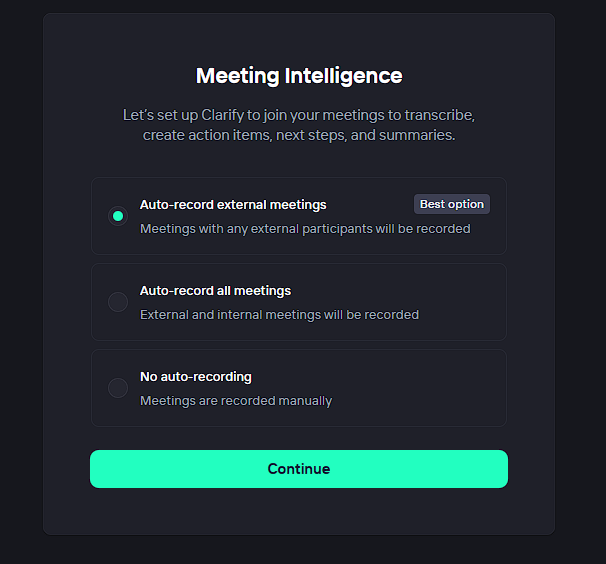 Meeting Intelligence
Let's set up Clarify to join your meetings to transcribe,
create action items, next steps, and summaries.
Auto-record external meetings
Best option
Meetings with any external participants will be recorded
Auto-record all meetings
External and internal meetings will be recorded
No auto-recording
Meetings are recorded manually
Continue